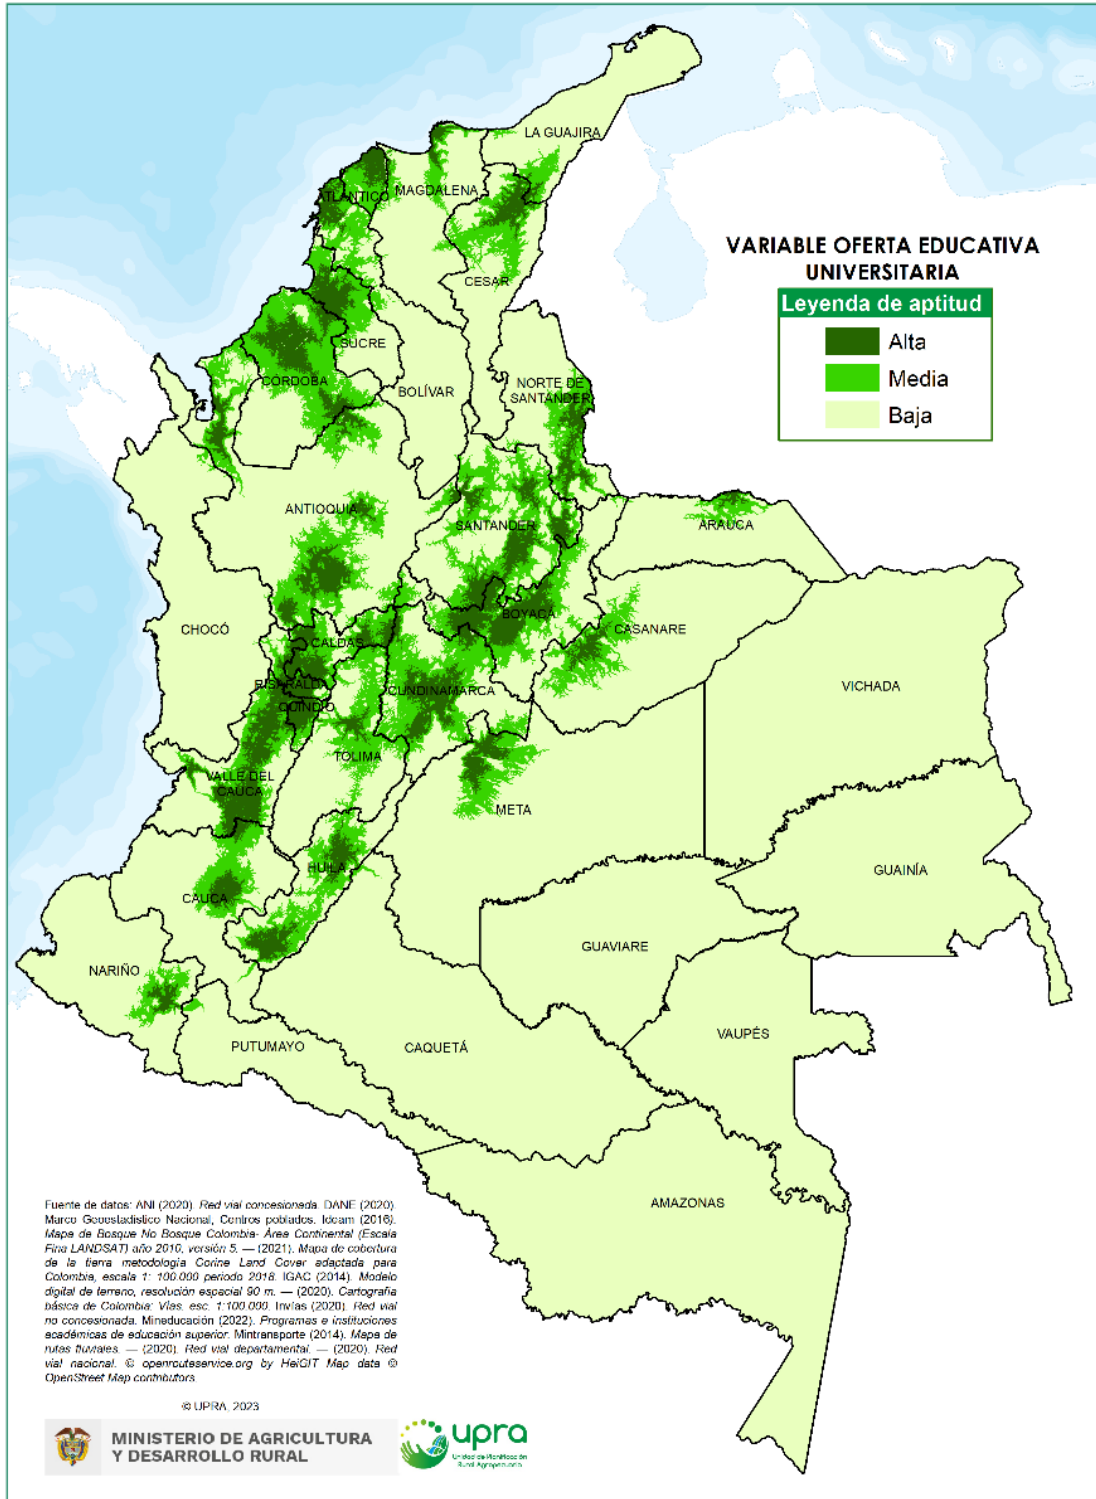 LA GUAJIRA
ATLÁNTICO
MAGDALENA
VARIABLE OFERTA EDUCATIVA
UNIVERSITARIA
Leyenda de aptitud
Alta
Media
Baja
CESAR
SUCRE
CÓRDOBA
BOLÍVAR
NORTE DE
SANTANDER
ANTIOQUIA
SANTANDER
ARAUCA
CHOCÓ
CALDAS
BOYACÁ
CASANARE
RISARALDA
CUNDINAMARCA
VICHADA
QUINDÍO
TOLIMA
VALLE DEL
CAUCA
META
HUILA
GUAINÍA
CAUCA
GUAVIARE
NARIÑO
VAUPÉS
PUTUMAYO
CAQUETÁ
AMAZONAS
Fuente de datos: ANI (2020). Red vial concesionada. DANE (2020).
Marco Geoestadístico Nacional, Centros poblados. Ideam (2016).
Mapa de Bosque No Bosque Colombia- Área Continental (Escala
Fina LANDSAT) año 2010, versión 5. — (2021). Mapa de cobertura
de la tierra metodología Corine Land Cover adaptada para
Colombia, escala 1: 100.000 periodo 2018. IGAC (2014). Modelo
digital de terreno, resolución espacial 90 m. — (2020). Cartografía
básica de Colombia: Vías, esc. 1:100.000. Invías (2020). Red vial
no concesionada. Mineducación (2022). Programas e instituciones
académicas de educación superior. Mintransporte (2014). Mapa de
rutas fluviales. — (2020). Red vial departamental. — (2020). Red
vial nacional. © openrouteservice.org by HeiGIT Map data ©
OpenStreet Map contributors.
© UPRA, 2023
MINISTERIO DE AGRICULTURA
Y DESARROLLO RURAL
upra
Unidad de Planificación
Rural Agropecuaria